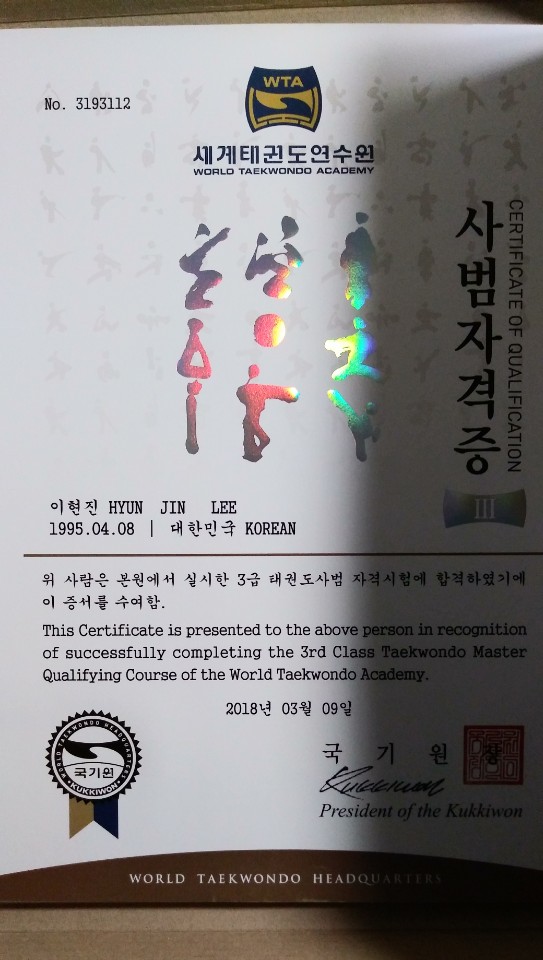 No. 3193112
WTA
세계태권도연수원
WORLD TAEKWONDO ACADEMY
사범자격증
CERTIFICATE OF QUALIFICATION
III
이현진 HYUN JIN LEE
1995.04.08 | 대한민국 KOREAN
위 사람은 본원에서 실시한 3급 태권도사범 자격시험에 합격하였기에
이 증서를 수여함.
This Certificate is presented to the above person in recognition
of successfully completing the 3rd Class Taekwondo Master
Qualifying Course of the World Taekwondo Academy.
2018년 03월 09일
WORLD TAEKWONDO HEADQUARTERS
국기원
KUKKIWON
국 기 원 장
Kukkiwon
President of the Kukkiwon
WORLD TAEKWONDO HEADQUARTERS